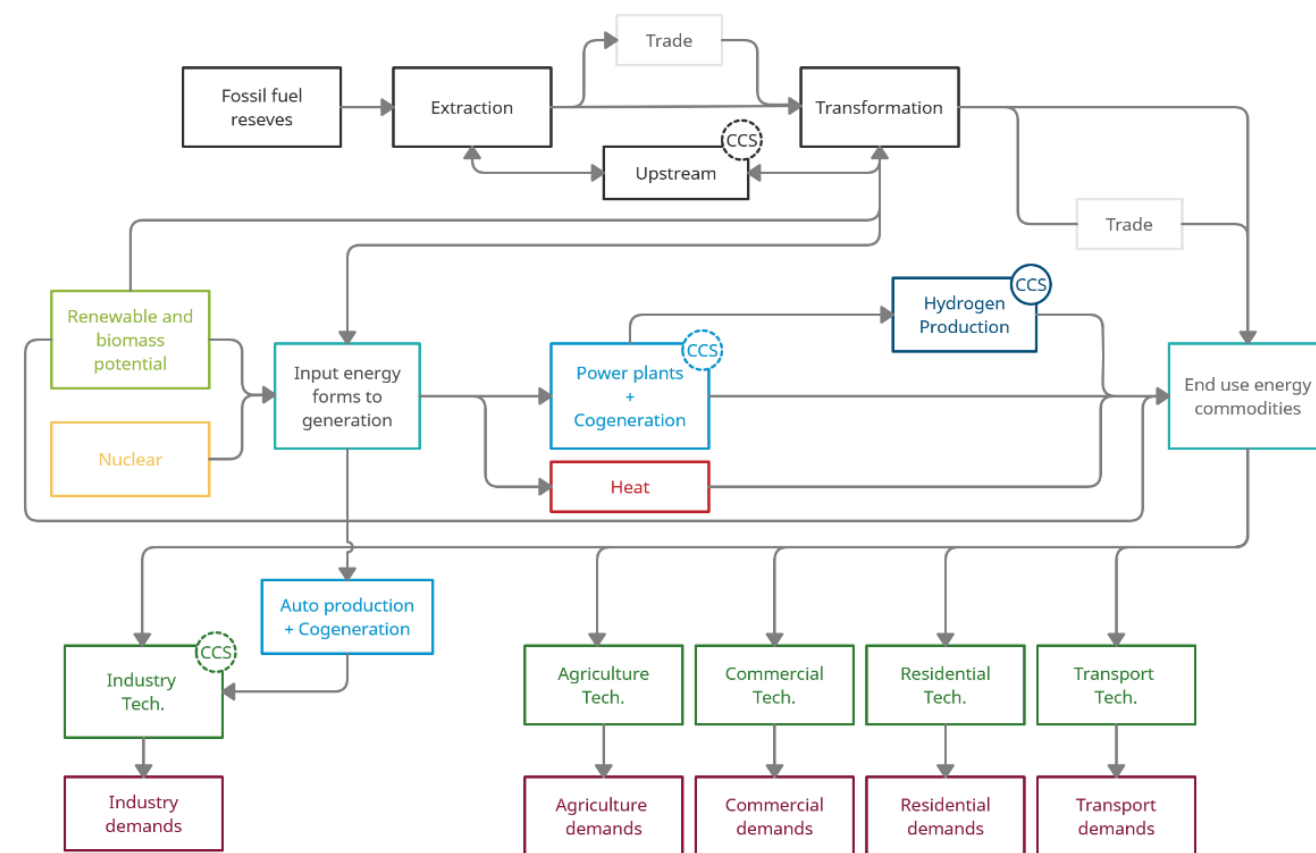 Trade
Fossil fuel
reseves
Extraction
Transformation
CCS
Upstream
Trade
CCS
Hydrogen
Production
Renewable and
biomass
potential
CCS
Input energy
forms to
generation
Power plants
+
Cogeneration
End use energy
commodities
Nuclear
Heat
Auto production
+ Cogeneration
CCS
Industry
Tech.
Agriculture
Tech.
Commercial
Tech.
Residential
Tech.
Transport
Tech.
Industry
demands
Agriculture
demands
Commercial
demands
Residential
demands
Transport
demands